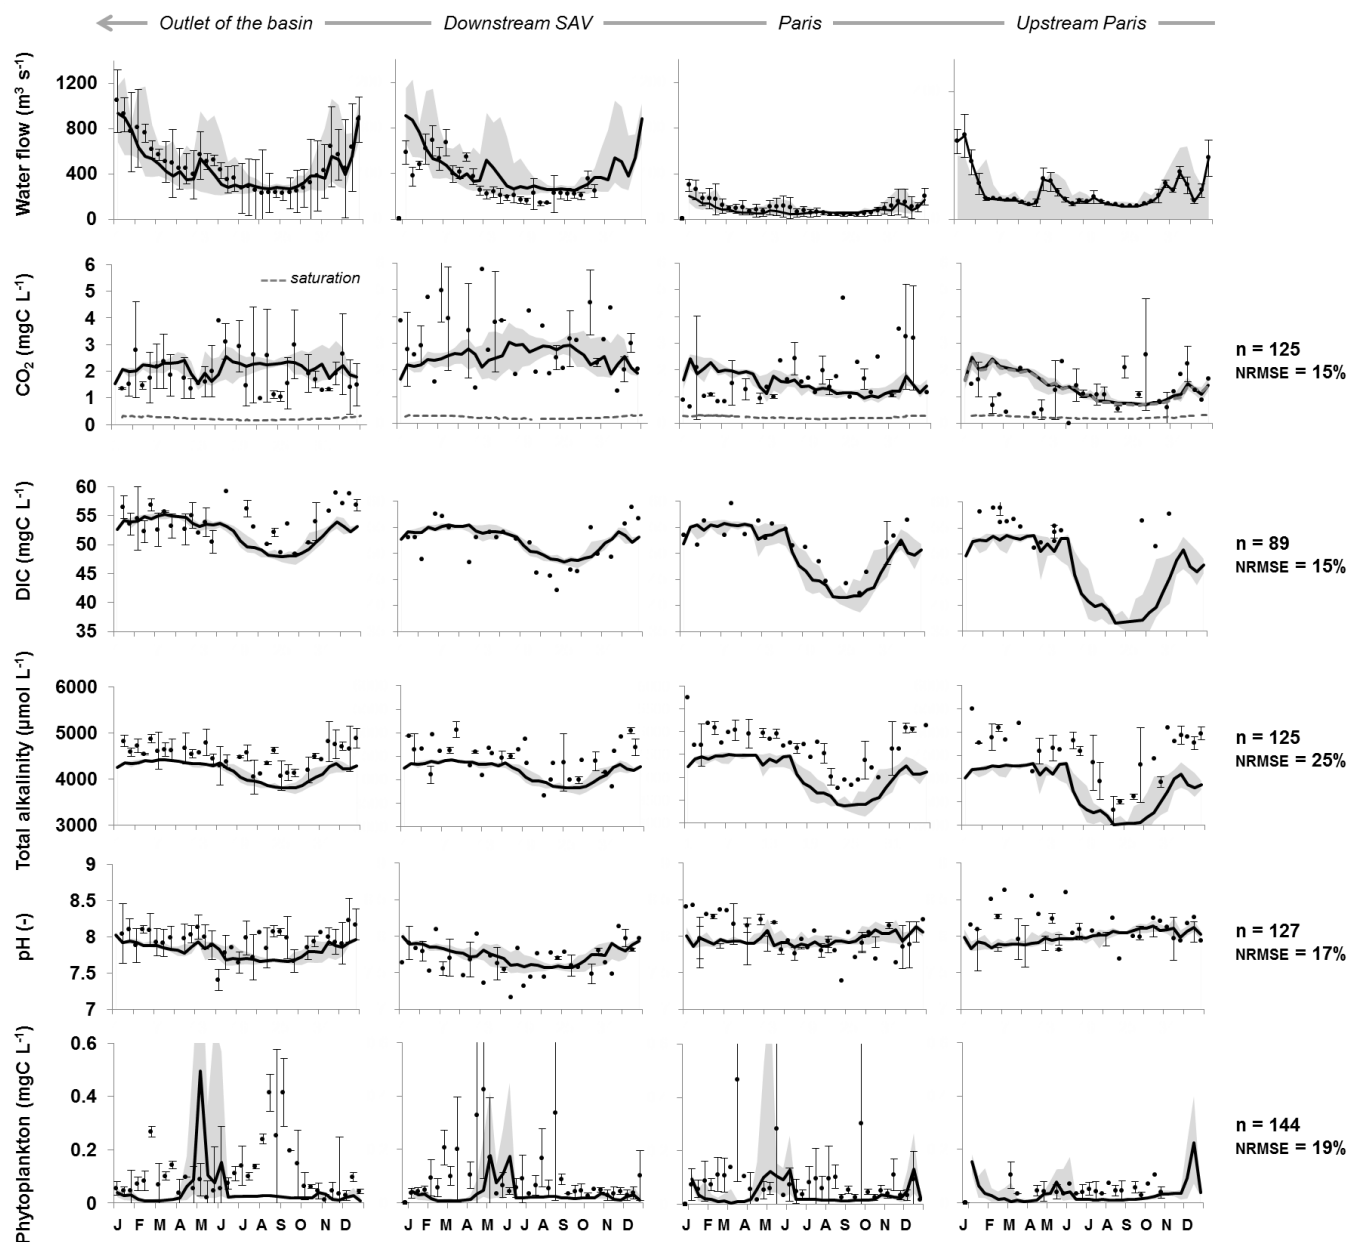 Outlet of the basin
Downstream SAV
Paris
Upstream Paris
Water flow (m³ s⁻¹)
1200
800
400
0
CO₂ (mgC L⁻¹)
6
5
4
3
2
1
0
saturation
n = 125
NRMSE = 15%
DIC (mgC L⁻¹)
60
55
50
45
40
35
n = 89
NRMSE = 15%
Total alkalinity (µmol L⁻¹)
6000
5000
4000
3000
n = 125
NRMSE = 25%
pH (-)
9
8.5
8
7.5
7
n = 127
NRMSE = 17%
Phytoplankton (mgC L⁻¹)
0.6
0.4
0.2
0
n = 144
NRMSE = 19%
J F M A M J J A S O N D
J F M A M J J A S O N D
J F M A M J J A S O N D
J F M A M J J A S O N D